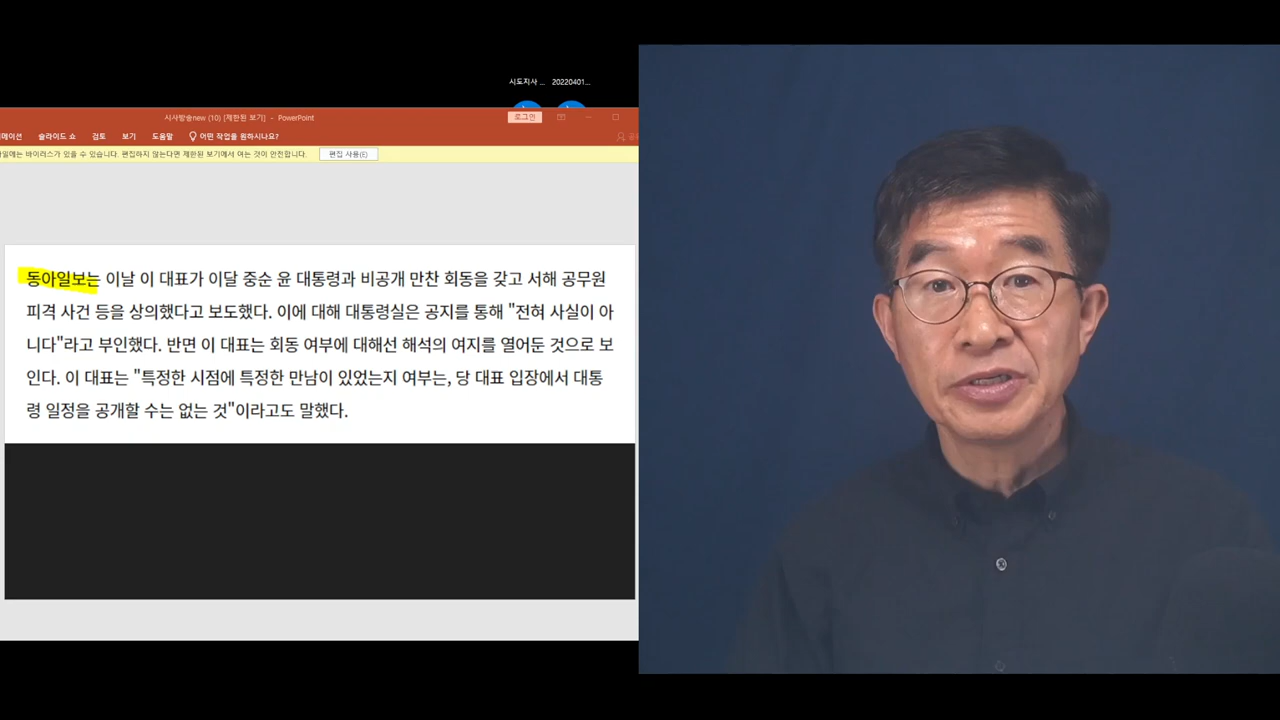 시도지사 ... 20220401...
시사방송new (10) [제한된 보기] - PowerPoint 로그인
메이션 슬라이드 쇼 검토 보기 도움말 어떤 작업을 원하시나요?
일에는 바이러스가 있을 수 있습니다. 편집하지 않는다면 제한된 보기에서 여는 것이 안전합니다. 편집 사용(E)
동아일보는 이날 이 대표가 이달 중순 윤 대통령과 비공개 만찬 회동을 갖고 서해 공무원
피격 사건 등을 상의했다고 보도했다. 이에 대해 대통령실은 공지를 통해 "전혀 사실이 아
니다"라고 부인했다. 반면 이 대표는 회동 여부에 대해선 해석의 여지를 열어둔 것으로 보
인다. 이 대표는 "특정한 시점에 특정한 만남이 있었는지 여부는, 당 대표 입장에서 대통
령 일정을 공개할 수는 없는 것"이라고도 말했다.